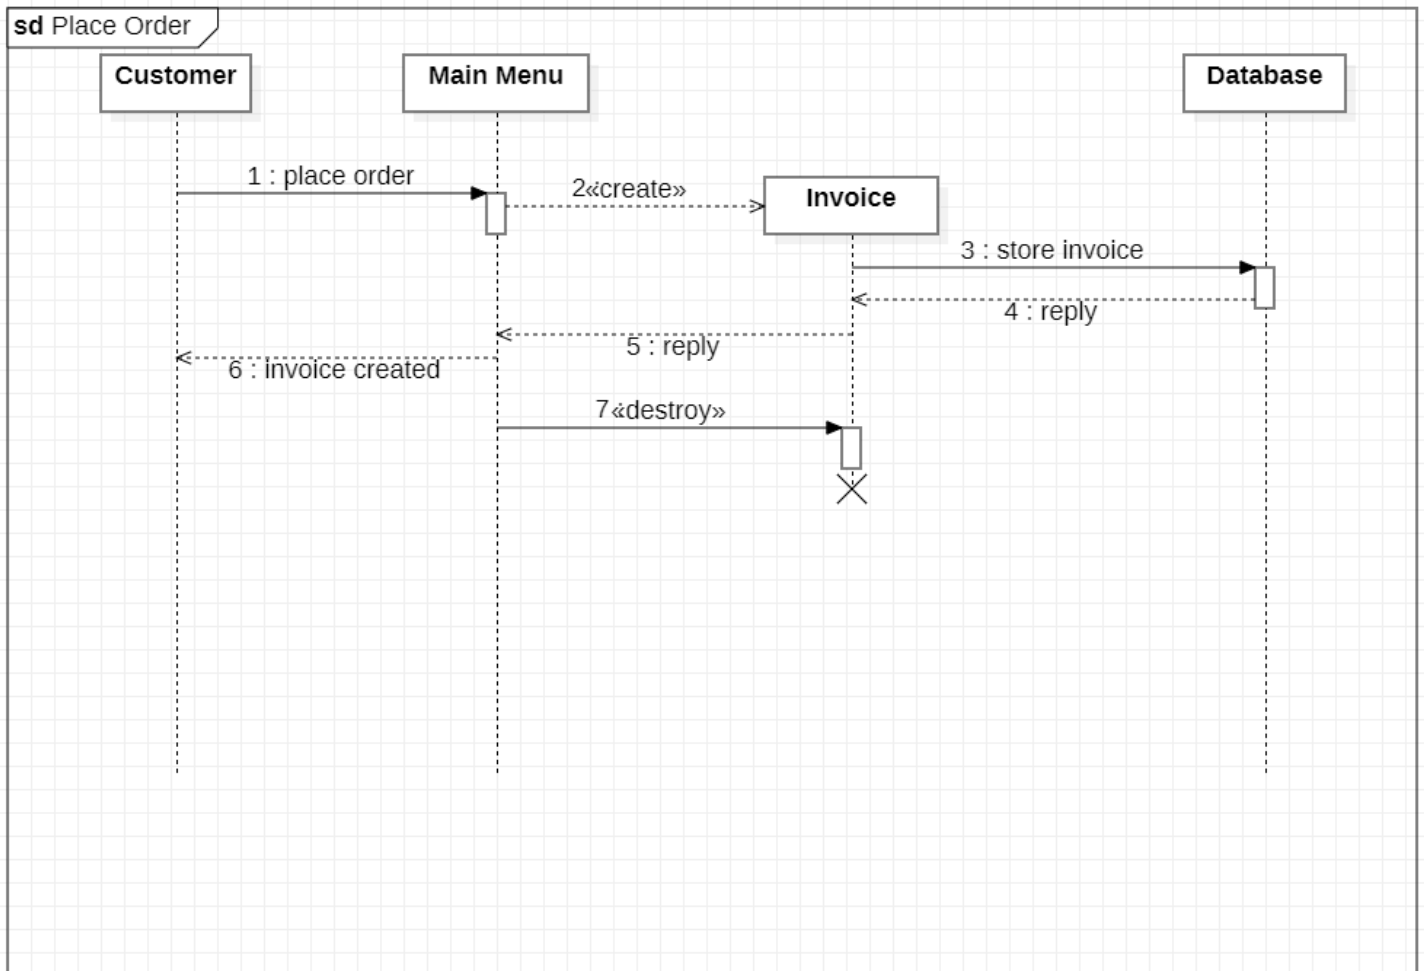 sd Place Order
Customer
Main Menu
Database
1 : place order
2«create»
Invoice
3 : store invoice
4 : reply
5 : reply
6 : invoice created
7«destroy»